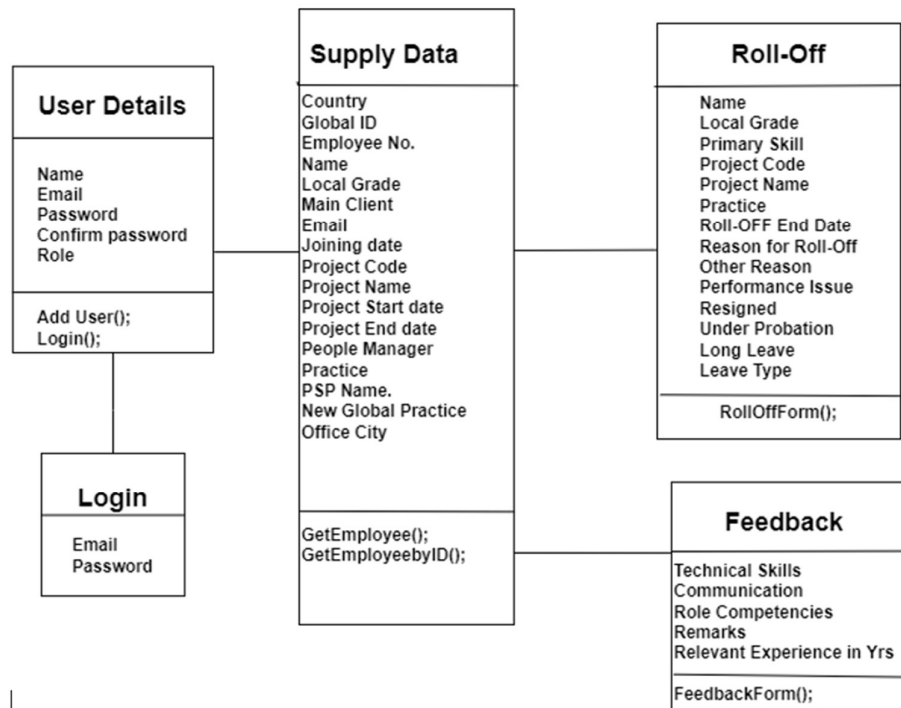 User Details
Name
Email
Password
Confirm password
Role
Add User();
Login();
Login
Email
Password
Supply Data
Country
Global ID
Employee No.
Name
Local Grade
Main Client
Email
Joining date
Project Code
Project Name
Project Start date
Project End date
People Manager
Practice
PSP Name.
New Global Practice
Office City
GetEmployee();
GetEmployeebyID();
Roll-Off
Name
Local Grade
Primary Skill
Project Code
Project Name
Practice
Roll-OFF End Date
Reason for Roll-Off
Other Reason
Performance Issue
Resigned
Under Probation
Long Leave
Leave Type
RollOffForm();
Feedback
Technical Skills
Communication
Role Competencies
Remarks
Relevant Experience in Yrs
FeedbackForm();